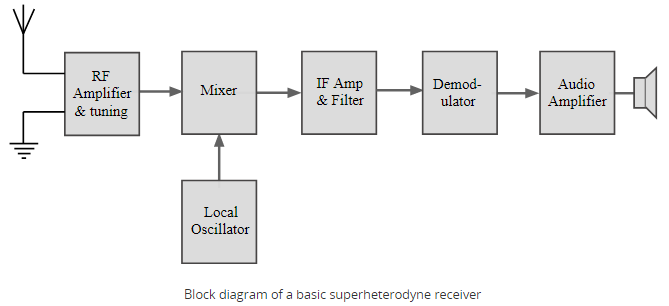 RF
Amplifier
& tuning
Mixer
IF Amp
& Filter
Demod-
ulator
Audio
Amplifier
Local
Oscillator
Block diagram of a basic superheterodyne receiver